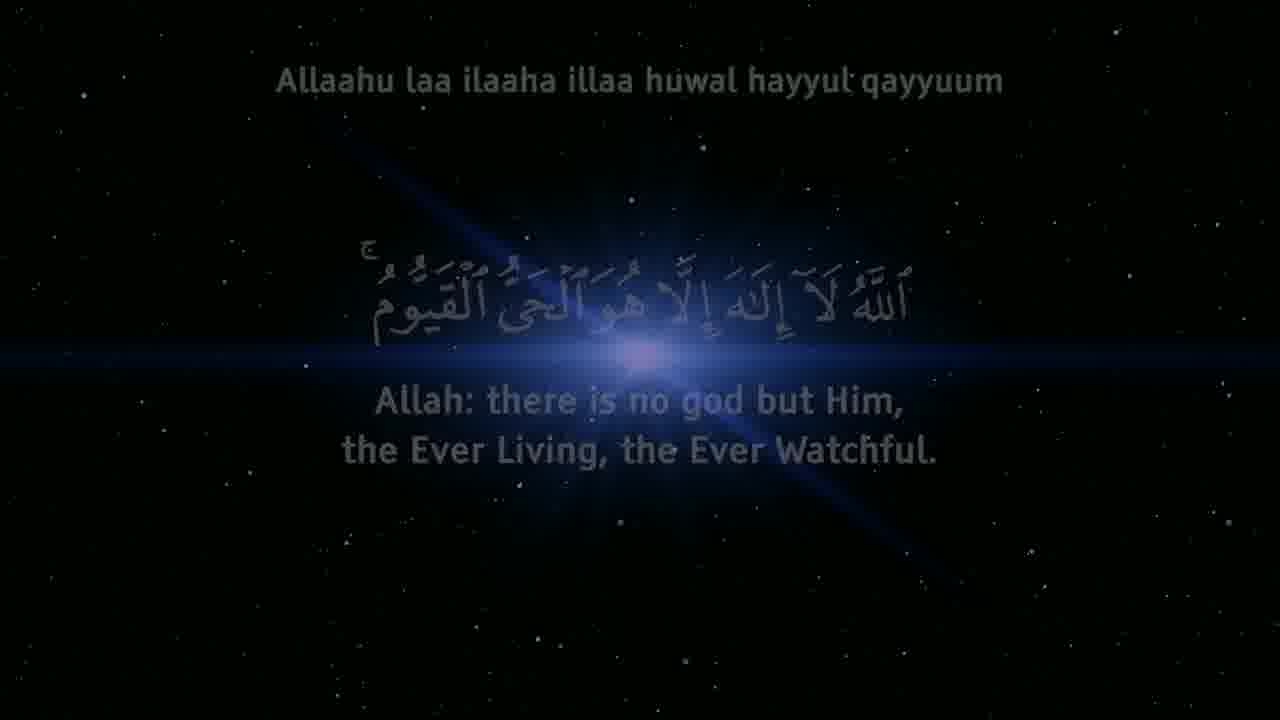 Allaahu laa ilaaha illaa huwal hayyul qayyuum
ٱللَّهُ لَآ إِلَـٰهَ إِلَّا هُوَ ٱلْحَىُّ ٱلْقَيُّومُ ۚ
Allah: there is no god but Him,
the Ever Living, the Ever Watchful.